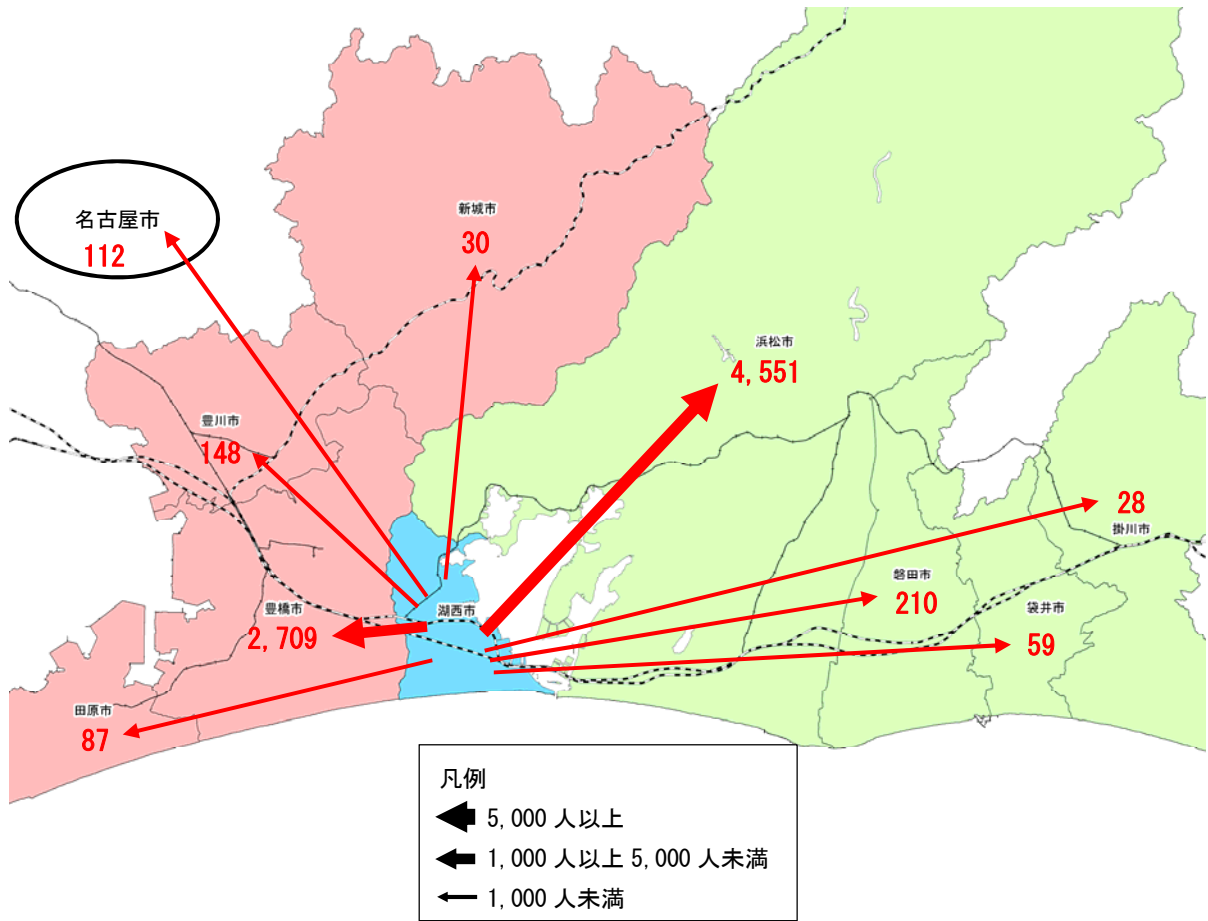 名古屋市
112
新城市
30
浜松市
4,551
豊川市
148
28
掛川市
磐田市
210
袋井市
59
豊橋市
2,709
湖西市
田原市
87
凡例
5,000 人以上
1,000 人以上 5,000 人未満
1,000 人未満